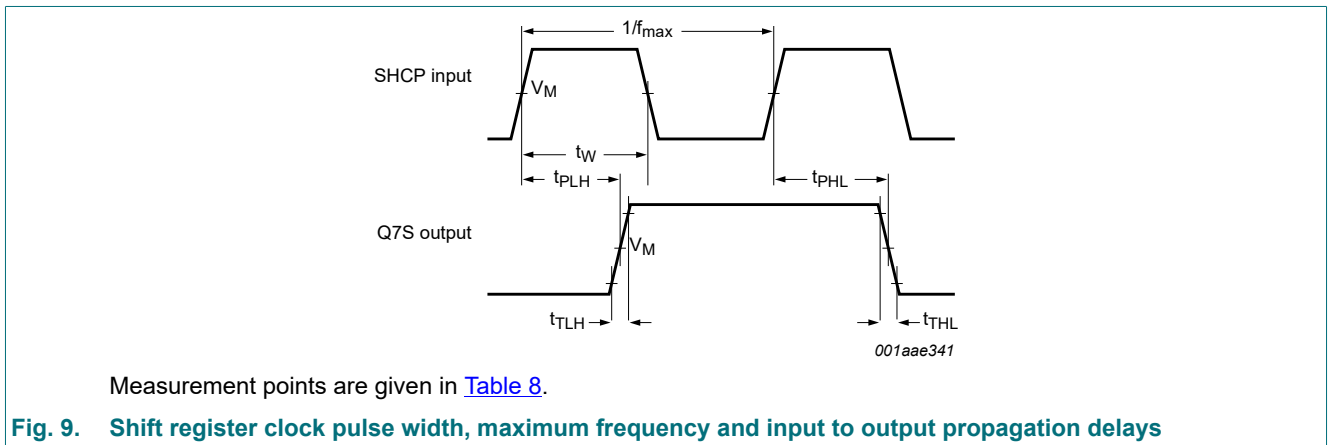 1/fmax
SHCP input
VM
tW
tPLH
tPHL
Q7S output
VM
tTLH
tTHL
001aae341
Measurement points are given in Table 8.
Fig. 9. Shift register clock pulse width, maximum frequency and input to output propagation delays